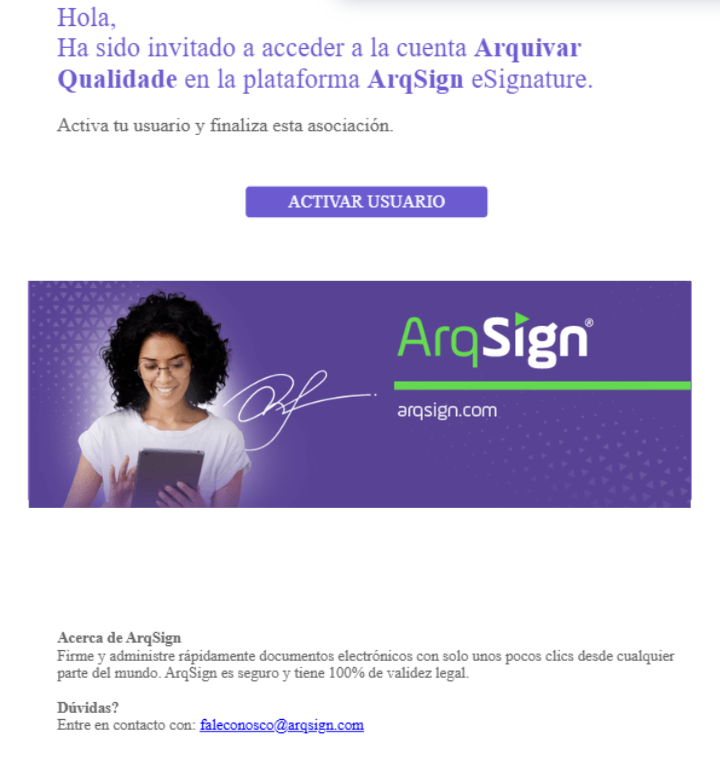 Hola,
Ha sido invitado a acceder a la cuenta Arquivar
Qualidade en la plataforma ArqSign eSignature.
Activa tu usuario y finaliza esta asociación.
ACTIVAR USUARIO
ArqSign®
arqsign.com
Acerca de ArqSign
Firme y administre rápidamente documentos electrónicos con solo unos pocos clics desde cualquier
parte del mundo. ArqSign es seguro y tiene 100% de validez legal.
Dúvidas?
Entre en contacto con: faleconosco@arqsign.com